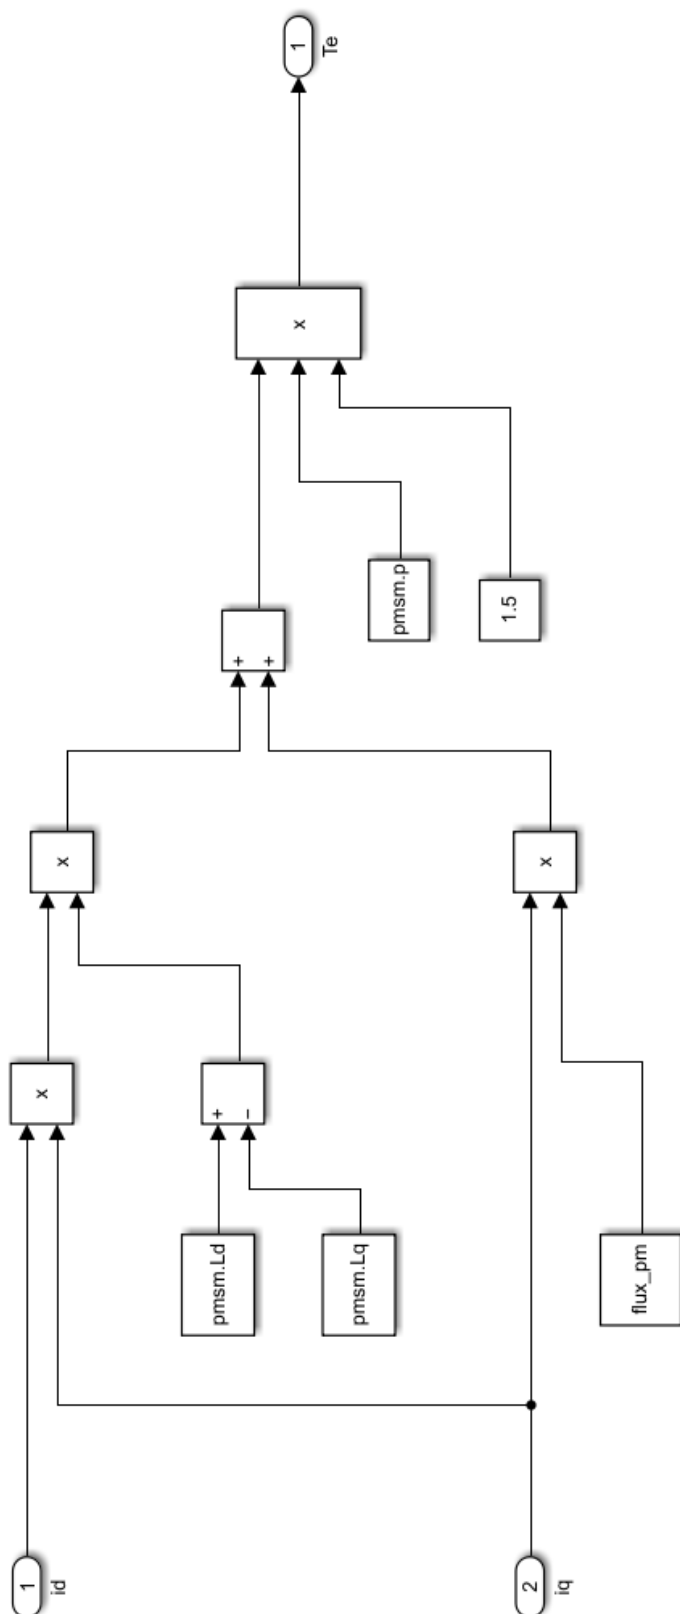 1
id
2
iq
x
pmsm.Ld
pmsm.Lq
+
−
flux_pm
x
x
+
+
pmsm.p
1.5
x
1
Te